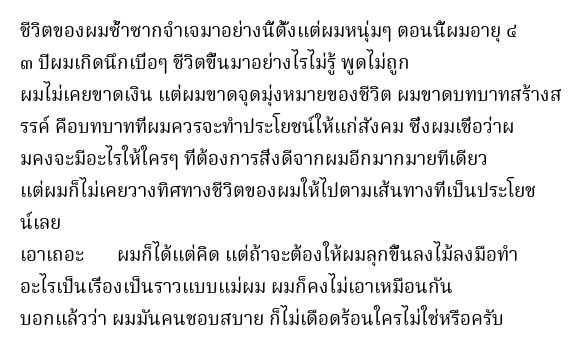 ชีวิตของผมซ้ำซากจำเจมาอย่างนี้ตั้งแต่ผมหนุ่มๆ ตอนนี้ผมอายุ ๔
๓ ปีผมเกิดนึกเบื่อๆ ชีวิตขึ้นมาอย่างไรไม่รู้ พูดไม่ถูก
ผมไม่เคยขาดเงิน แต่ผมขาดจุดมุ่งหมายของชีวิต ผมขาดบทบาทสร้างส
รรค์ คือบทบาทที่ผมควรจะทำประโยชน์ให้แก่สังคม ซึ่งผมเชื่อว่าผ
มคงจะมีอะไรให้ใครๆ ที่ต้องการสิ่งดีจากผมอีกมากมายทีเดียว
แต่ผมก็ไม่เคยวางทิศทางชีวิตของผมให้ไปตามเส้นทางที่เป็นประโยช
น์เลย
เอาเถอะ ผมก็ได้แต่คิด แต่ถ้าจะต้องให้ผมลุกขึ้นลงไม้ลงมือทำ
อะไรเป็นเรื่องเป็นราวแบบแม่ผม ผมก็คงไม่เอาเหมือนกัน
บอกแล้วว่า ผมมันคนชอบสบาย ก็ไม่เดือดร้อนใครไม่ใช่หรือครับ